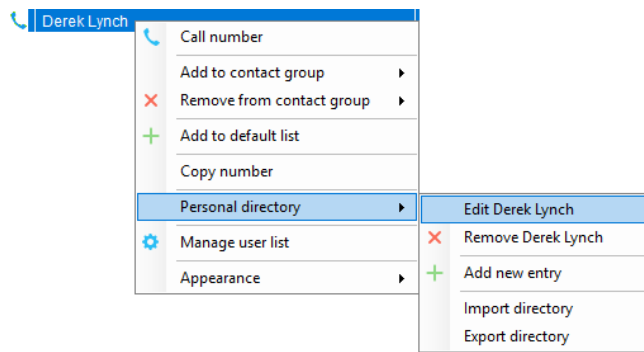 Derek Lynch
Call number
Add to contact group
Remove from contact group
Add to default list
Copy number
Personal directory
Manage user list
Appearance
Edit Derek Lynch
Remove Derek Lynch
Add new entry
Import directory
Export directory